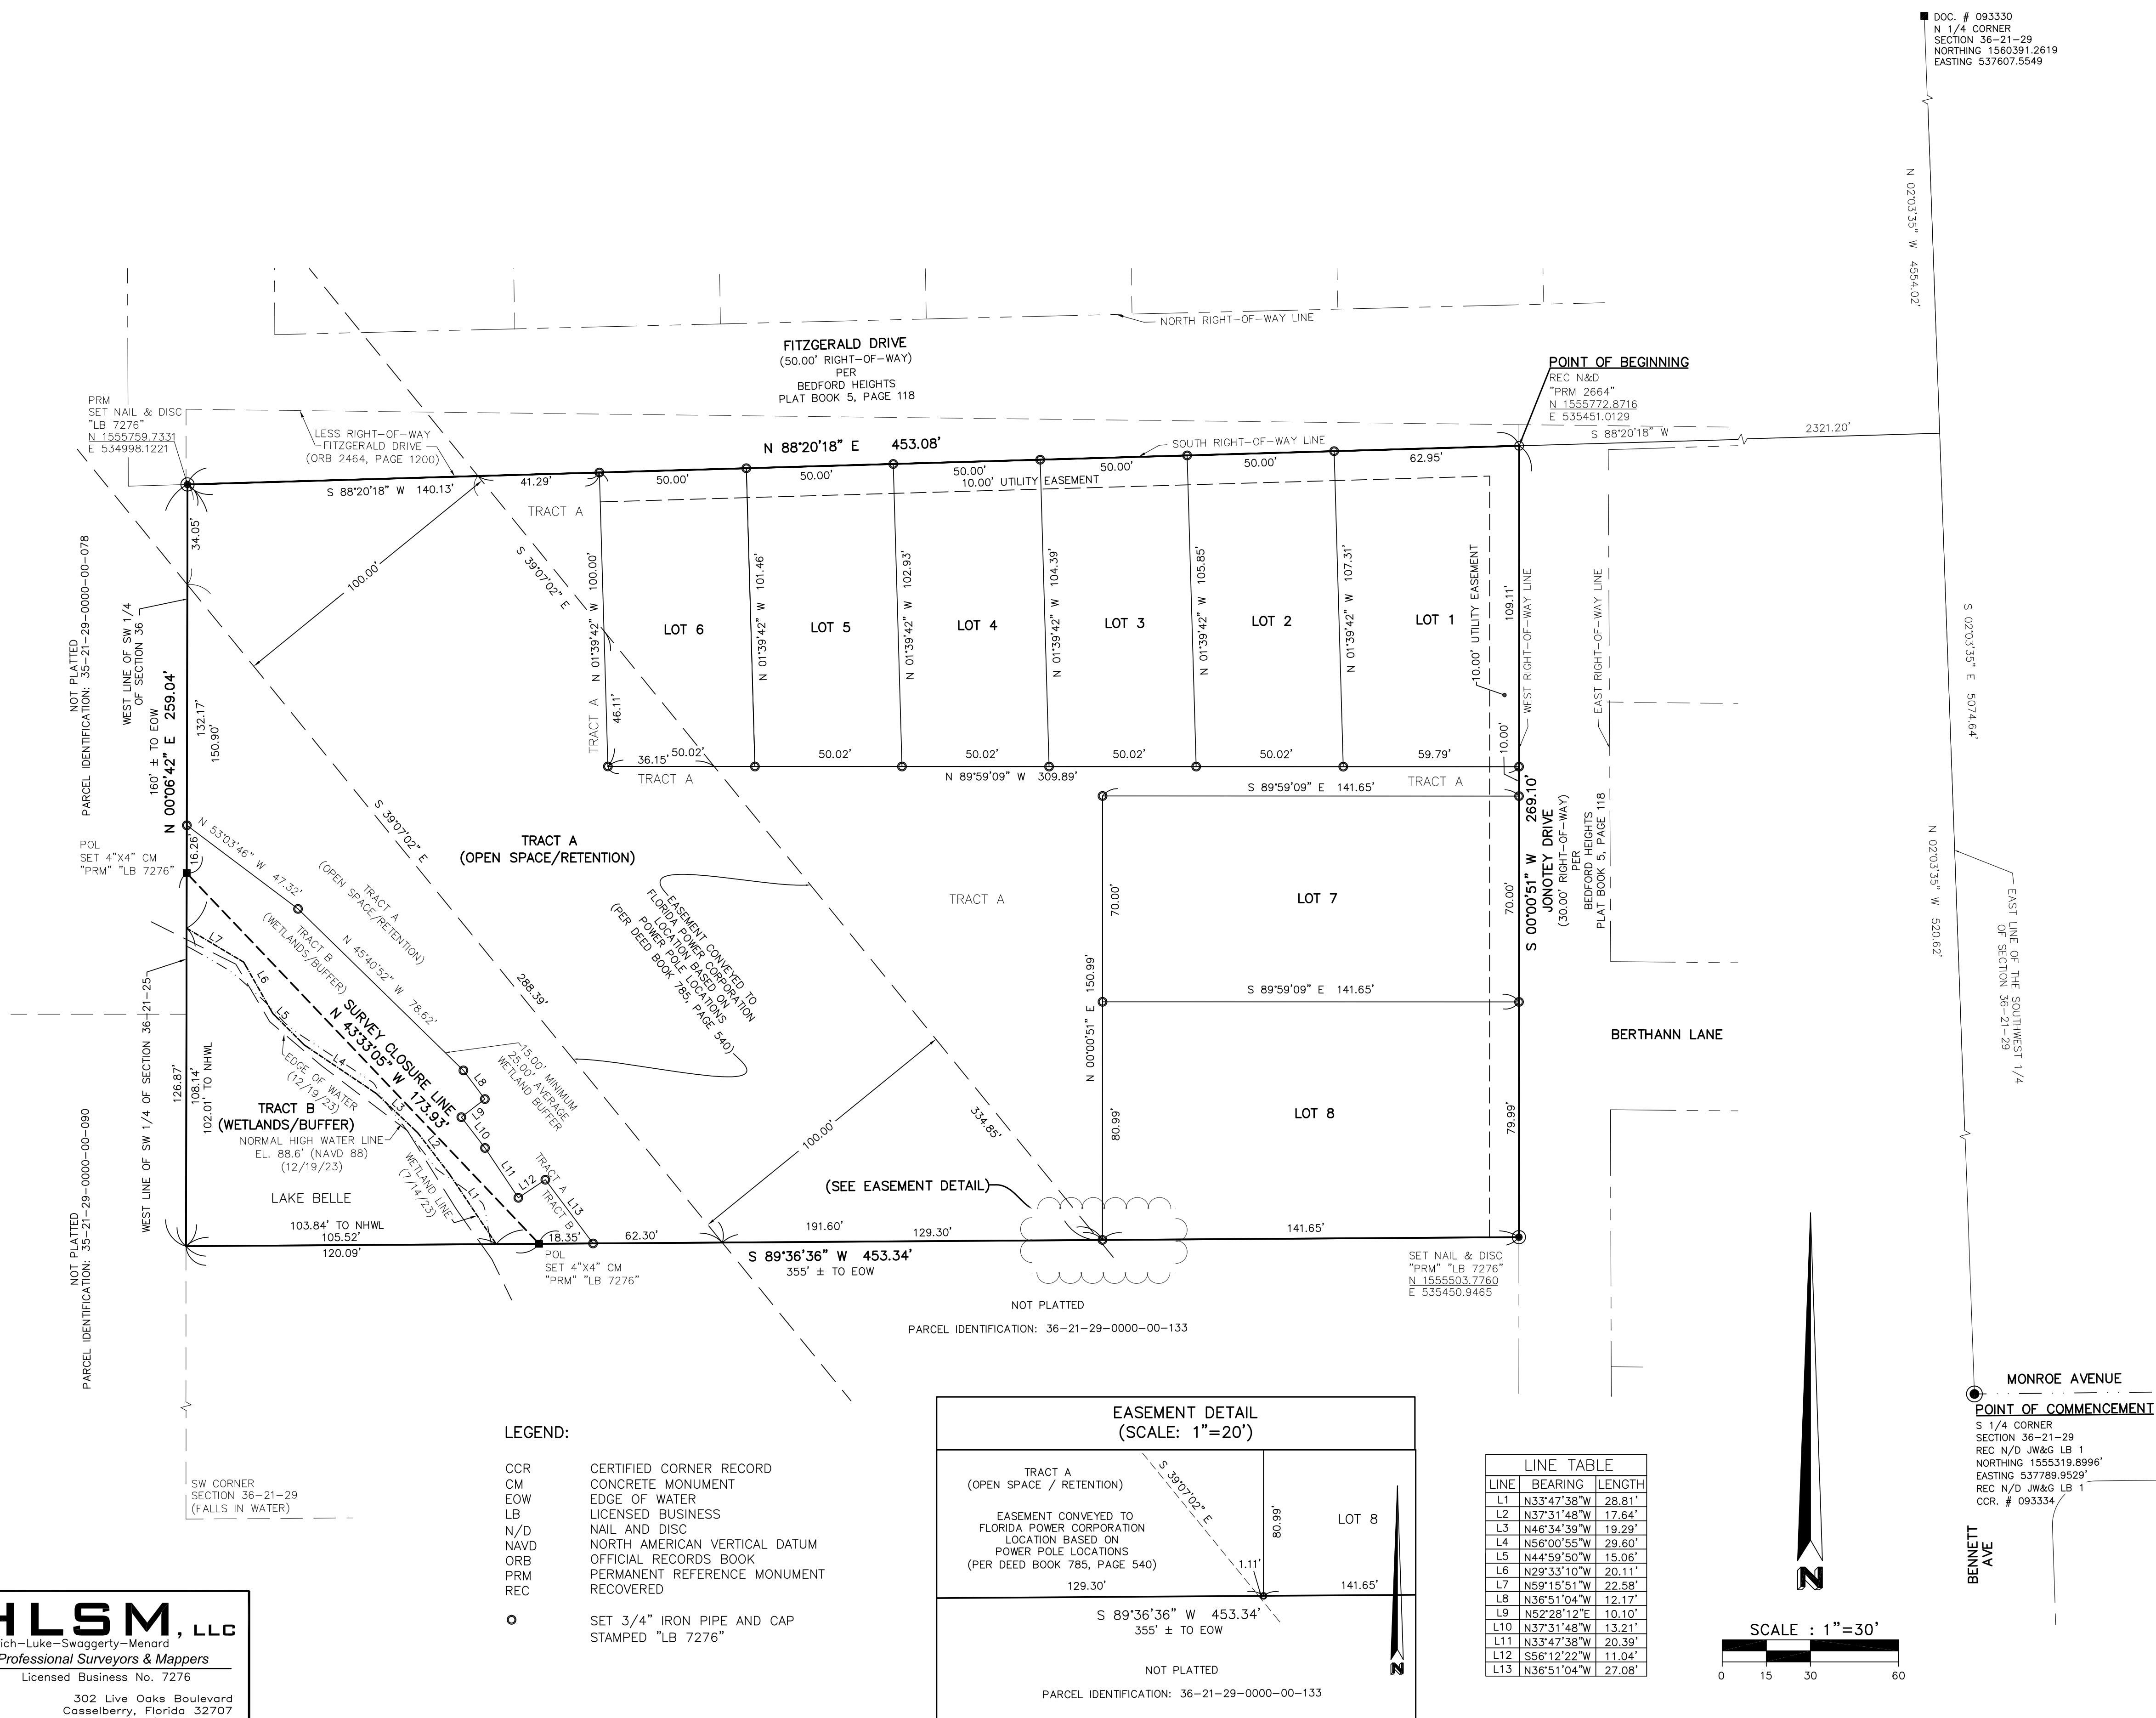 DOC. # 093330
N 1/4 CORNER
SECTION 36-21-29
NORTHING 1560391.2619
EASTING 537607.5549
N 02°03'35" W 4554.02'
NORTH RIGHT-OF-WAY LINE
FITZGERALD DRIVE
(50.00' RIGHT-OF-WAY)
PER
BEDFORD HEIGHTS
PLAT BOOK 5, PAGE 118
POINT OF BEGINNING
REC N&D
"PRM 2664"
N 1555772.8716
E 535451.0129
PRM
SET NAIL & DISC
"LB 7276"
N 1555759.7331
E 534998.1221
LESS RIGHT-OF-WAY
FITZGERALD DRIVE
(ORB 2464, PAGE 1200)
N 88°20'18" E 453.08'
SOUTH RIGHT-OF-WAY LINE
S 88°20'18" W
2321.20'
S 88°20'18" W 140.13'
41.29'
50.00'
50.00'
50.00'
50.00'
50.00'
62.95'
10.00' UTILITY EASEMENT
TRACT A
34.05'
100.00'
S 39°07'02" E
N 01°39'42" W 100.00'
N 01°39'42" W 101.46'
N 01°39'42" W 102.93'
N 01°39'42" W 104.39'
N 01°39'42" W 105.85'
N 01°39'42" W 107.31'
109.11'
10.00' UTILITY EASEMENT
WEST RIGHT-OF-WAY LINE
EAST RIGHT-OF-WAY LINE
LOT 6
LOT 5
LOT 4
LOT 3
LOT 2
LOT 1
NOT PLATTED
PARCEL IDENTIFICATION: 35-21-29-0000-00-078
WEST LINE OF SW 1/4
OF SECTION 36
160' ± TO EOW
N 00°06'42" E 259.04'
132.17'
150.90'
TRACT A
46.11'
36.15'
50.02'
50.02'
50.02'
50.02'
50.02'
59.79'
10.00'
N 89°59'09" W 309.89'
TRACT A
TRACT A
S 89°59'09" E 141.65'
S 02°03'35" E 5074.64'
N 02°03'35" W 520.62'
EAST LINE OF THE SOUTHWEST 1/4
OF SECTION 36-21-29
S 00°00'51" W 269.10'
JONOTEY DRIVE
(30.00' RIGHT-OF-WAY)
PER
BEDFORD HEIGHTS
PLAT BOOK 5, PAGE 118
POL
SET 4"X4" CM
"PRM" "LB 7276"
16.26'
N 53°03'46" W 47.32'
TRACT A
(OPEN SPACE/RETENTION)
TRACT B
(WETLANDS/BUFFER)
N 45°40'52" W 78.62'
S 39°07'02" E
288.39'
TRACT A
(OPEN SPACE/RETENTION)
EASEMENT CONVEYED TO
FLORIDA POWER CORPORATION
LOCATION BASED ON
POWER POLE LOCATIONS
(PER DEED BOOK 785, PAGE 540)
TRACT A
70.00'
LOT 7
70.00'
N 00°00'51" E 150.99'
S 89°59'09" E 141.65'
BERTHANN LANE
LOT 8
80.99'
79.99'
SURVEY CLOSURE LINE
N 43°33'05" W 173.93'
L7
L6
L5
L4
L3
L2
L1
L8
L9
L10
L11
L12
L13
15.00' MINIMUM
25.00' AVERAGE
WETLAND BUFFER
EDGE OF WATER
(12/19/23)
TRACT B
(WETLANDS/BUFFER)
NORMAL HIGH WATER LINE
EL. 88.6' (NAVD 88)
(12/19/23)
WETLAND LINE
(7/14/23)
LAKE BELLE
WEST LINE OF SW 1/4 OF SECTION 36-21-25
126.87'
108.14'
102.01' TO NHWL
NOT PLATTED
PARCEL IDENTIFICATION: 35-21-29-0000-00-090
TRACT A
TRACT B
100.00'
334.85'
(SEE EASEMENT DETAIL)
103.84' TO NHWL
105.52'
120.09'
18.35'
62.30'
191.60'
129.30'
141.65'
POL
SET 4"X4" CM
"PRM" "LB 7276"
S 89°36'36" W 453.34'
355' ± TO EOW
SET NAIL & DISC
"PRM" "LB 7276"
N 1555503.7760
E 535450.9465
NOT PLATTED
PARCEL IDENTIFICATION: 36-21-29-0000-00-133
MONROE AVENUE
POINT OF COMMENCEMENT
S 1/4 CORNER
SECTION 36-21-29
REC N/D JW&G LB 1
NORTHING 1555319.8996'
EASTING 537789.9529'
REC N/D JW&G LB 1
CCR. # 093334
BENNETT
AVE
SW CORNER
SECTION 36-21-29
(FALLS IN WATER)
LEGEND:
CCR CERTIFIED CORNER RECORD
CM CONCRETE MONUMENT
EOW EDGE OF WATER
LB LICENSED BUSINESS
N/D NAIL AND DISC
NAVD NORTH AMERICAN VERTICAL DATUM
ORB OFFICIAL RECORDS BOOK
PRM PERMANENT REFERENCE MONUMENT
REC RECOVERED
SET 3/4" IRON PIPE AND CAP
STAMPED "LB 7276"
EASEMENT DETAIL
(SCALE: 1"=20')
TRACT A
(OPEN SPACE / RETENTION)
EASEMENT CONVEYED TO
FLORIDA POWER CORPORATION
LOCATION BASED ON
POWER POLE LOCATIONS
(PER DEED BOOK 785, PAGE 540)
S 39°07'02" E
80.99'
LOT 8
1.11'
129.30'
141.65'
S 89°36'36" W 453.34'
355' ± TO EOW
NOT PLATTED
PARCEL IDENTIFICATION: 36-21-29-0000-00-133
N
LINE TABLE
LINE BEARING LENGTH
L1 N33°47'38"W 28.81'
L2 N37°31'48"W 17.64'
L3 N46°34'39"W 19.29'
L4 N56°00'55"W 29.60'
L5 N44°59'50"W 15.06'
L6 N29°33'10"W 20.11'
L7 N59°15'51"W 22.58'
L8 N36°51'04"W 12.17'
L9 N52°28'12"E 10.10'
L10 N37°31'48"W 13.21'
L11 N33°47'38"W 20.39'
L12 S56°12'22"W 11.04'
L13 N36°51'04"W 27.08'
N
SCALE : 1"=30'
0 15 30 60
HLSM, LLC
ich-Luke-Swaggerty-Menard
Professional Surveyors & Mappers
Licensed Business No. 7276
302 Live Oaks Boulevard
Casselberry, Florida 32707